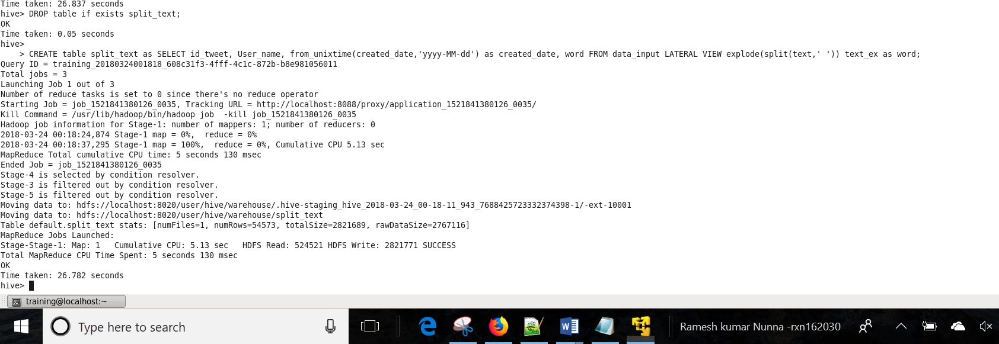 Time taken: 26.837 seconds
hive> DROP table if exists split_text;
OK
Time taken: 0.05 seconds
hive>
    > CREATE table split_text as SELECT id_tweet, User_name, from_unixtime(created_date,'yyyy-MM-dd') as created_date, word FROM data_input LATERAL VIEW explode(split(text,' ')) text_ex as word;
Query ID = training_20180324001818_608c31f3-4fff-4c1c-872b-b8e981056011
Total jobs = 3
Launching Job 1 out of 3
Number of reduce tasks is set to 0 since there's no reduce operator
Starting Job = job_1521841380126_0035, Tracking URL = http://localhost:8088/proxy/application_1521841380126_0035/
Kill Command = /usr/lib/hadoop/bin/hadoop job  -kill job_1521841380126_0035
Hadoop job information for Stage-1: number of mappers: 1; number of reducers: 0
2018-03-24 00:18:24,874 Stage-1 map = 0%,  reduce = 0%
2018-03-24 00:18:37,295 Stage-1 map = 100%,  reduce = 0%, Cumulative CPU 5.13 sec
MapReduce Total cumulative CPU time: 5 seconds 130 msec
Ended Job = job_1521841380126_0035
Stage-4 is selected by condition resolver.
Stage-3 is filtered out by condition resolver.
Stage-5 is filtered out by condition resolver.
Moving data to: hdfs://localhost:8020/user/hive/warehouse/.hive-staging_hive_2018-03-24_00-18-11_943_7688425723332374398-1/-ext-10001
Moving data to: hdfs://localhost:8020/user/hive/warehouse/split_text
Table default.split_text stats: [numFiles=1, numRows=54573, totalSize=2821689, rawDataSize=2767116]
MapReduce Jobs Launched:
Stage-Stage-1: Map: 1   Cumulative CPU: 5.13 sec   HDFS Read: 524521 HDFS Write: 2821771 SUCCESS
Total MapReduce CPU Time Spent: 5 seconds 130 msec
OK
Time taken: 26.782 seconds
hive>
training@localhost:~
Type here to search
Ramesh kumar Nunna -rxn162030